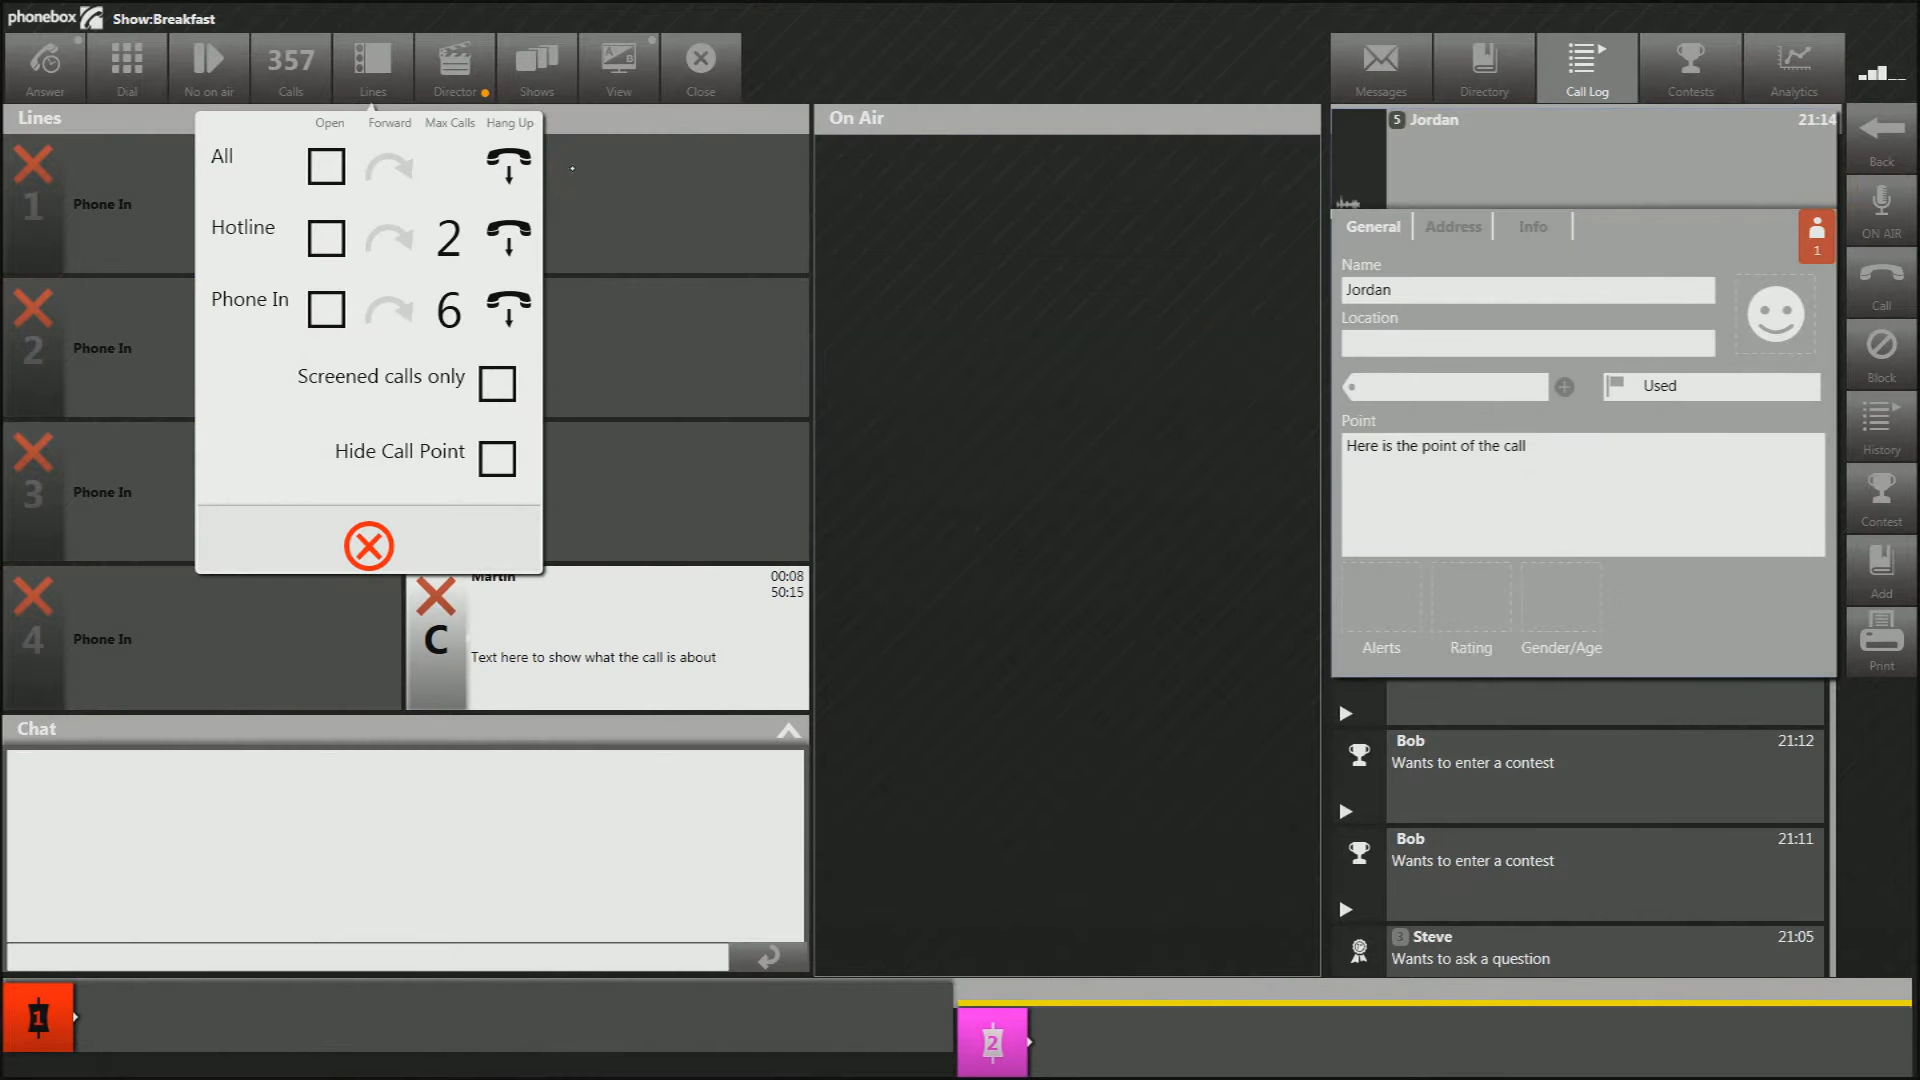 phonebox Show:Breakfast
Answer
Dial
No on air
357
Calls
Lines
Director
Shows
A
B
View
Close
Messages
Directory
Call Log
Contests
Analytics
Lines
1
Phone In
2
Phone In
3
Phone In
4
Phone In
Open Forward Max Calls Hang Up
All
Hotline 2
Phone In 6
Screened calls only
Hide Call Point
C
Martin 00:08
50:15
Text here to show what the call is about
Chat
On Air
5 Jordan 21:14
General Address Info
1
Name
Jordan
Location
Used
Point
Here is the point of the call
Alerts Rating Gender/Age
Bob 21:12
Wants to enter a contest
Bob 21:11
Wants to enter a contest
3 Steve 21:05
Wants to ask a question
Back
ON AIR
Call
Block
History
Contest
Add
Print
1
2